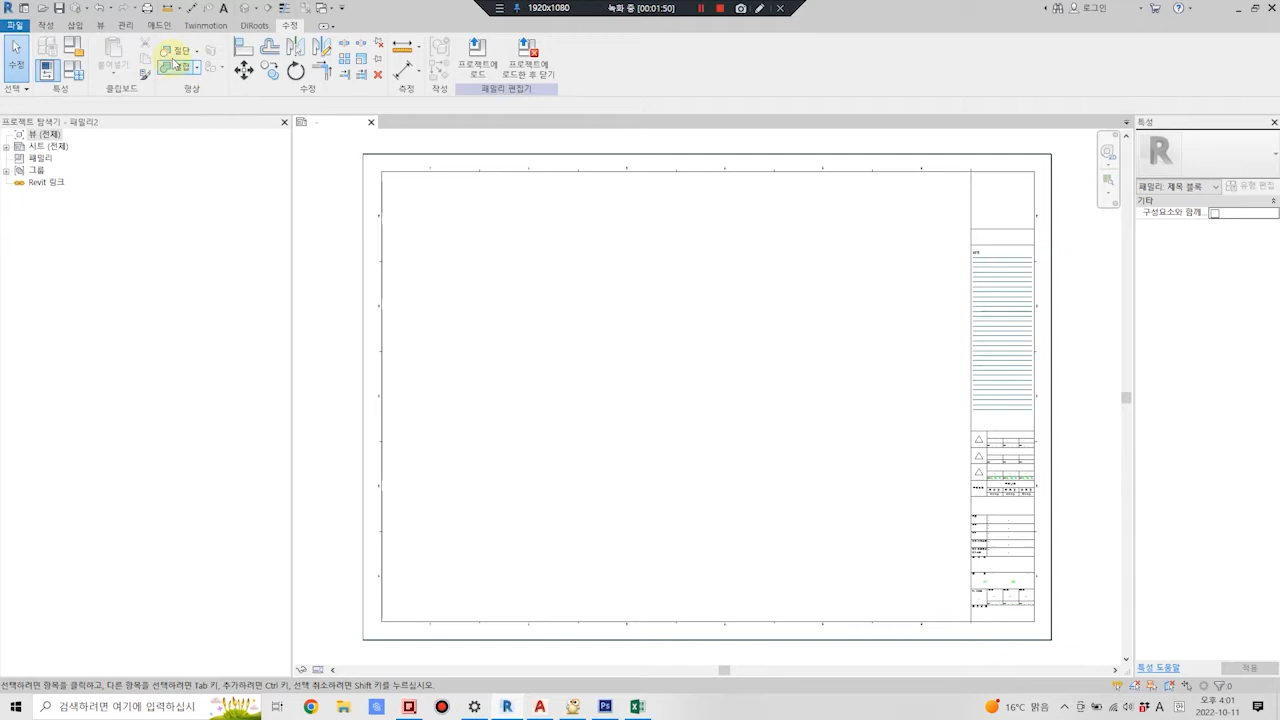 1920x1080
녹화 중 [00:01:50]
로그인
파일 작성 삽입 뷰 관리 애드인 Twinmotion DiRoots 수정
절단
수정
붙여넣기
프로젝트에 로드
프로젝트에 로드한 후 닫기
선택 특성 클립보드 형상 수정 측정 작성 패밀리 편집기
프로젝트 탐색기 - 패밀리2
특성
뷰 (전체)
시트 (전체)
패밀리
그룹
Revit 링크
패밀리: 제목 블록
유형 편집
기타
구성요소와 함께...
특성 도움말
적용
선택하려면 항목을 클릭하고, 다른 항목을 선택하려면 Tab 키, 추가하려면 Ctrl 키, 선택 취소하려면 Shift 키를 누르십시오.
:0
검색하려면 여기에 입력하십시
16°C 맑음
오후 4:01
2022-10-11